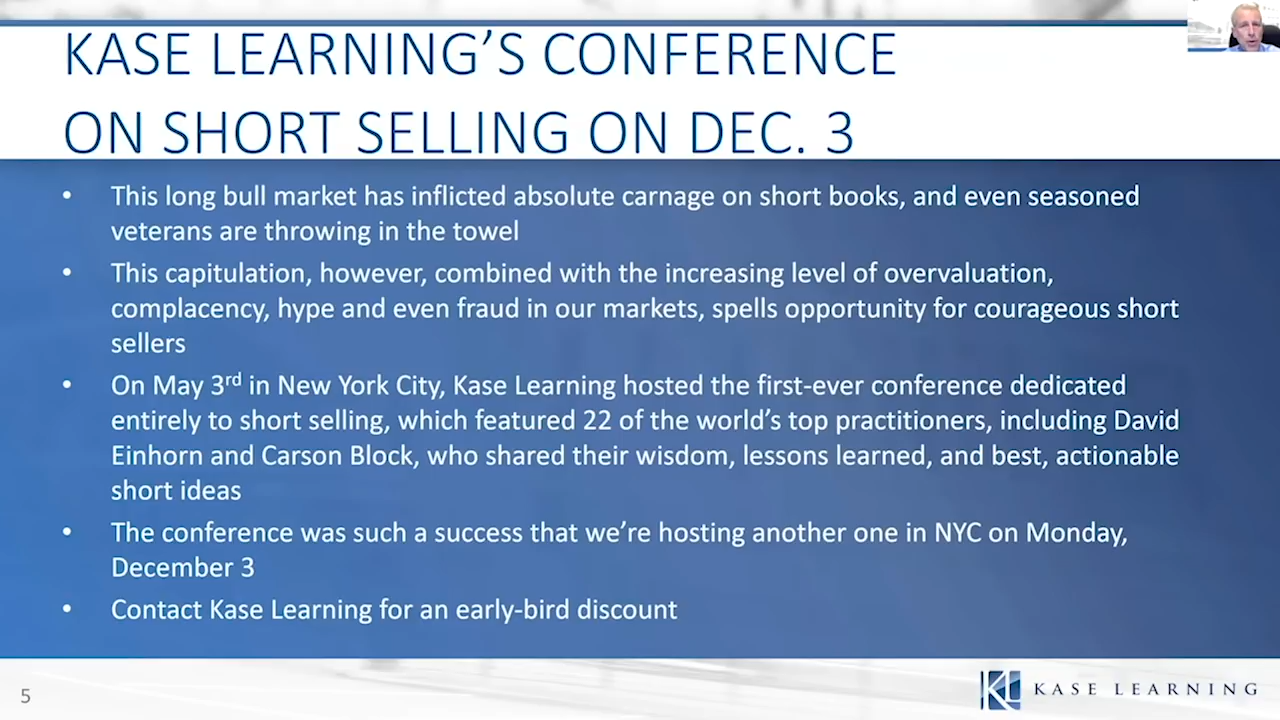 KASE LEARNING’S CONFERENCE
ON SHORT SELLING ON DEC. 3
• This long bull market has inflicted absolute carnage on short books, and even seasoned
veterans are throwing in the towel
• This capitulation, however, combined with the increasing level of overvaluation,
complacency, hype and even fraud in our markets, spells opportunity for courageous short
sellers
• On May 3rd in New York City, Kase Learning hosted the first-ever conference dedicated
entirely to short selling, which featured 22 of the world’s top practitioners, including David
Einhorn and Carson Block, who shared their wisdom, lessons learned, and best, actionable
short ideas
• The conference was such a success that we’re hosting another one in NYC on Monday,
December 3
• Contact Kase Learning for an early-bird discount
5
KL KASE LEARNING